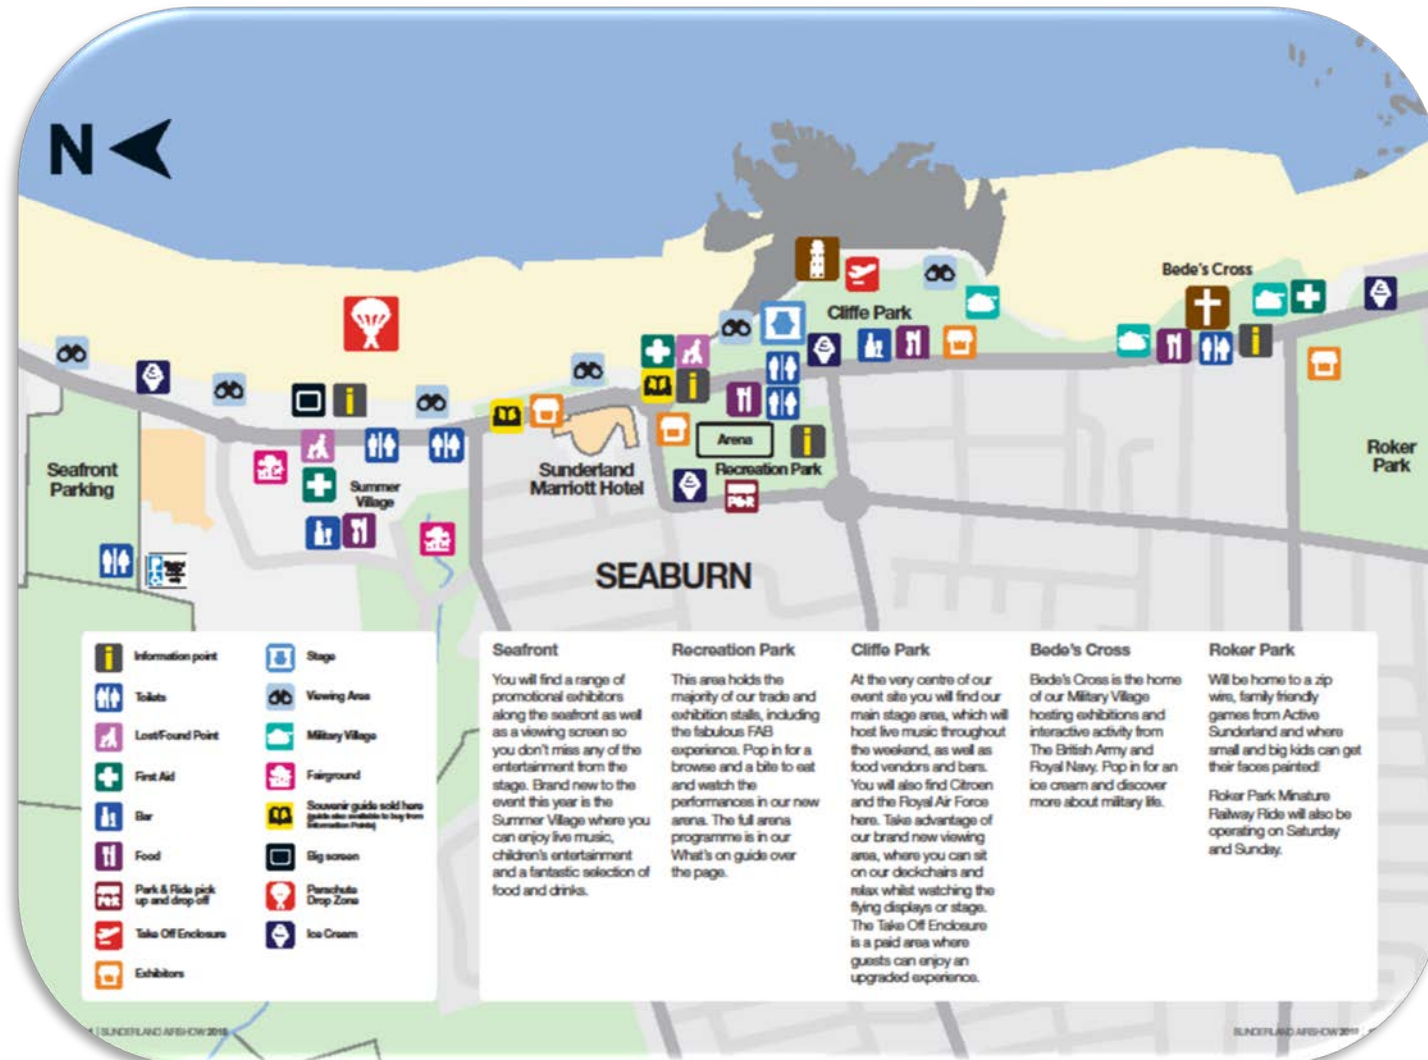 N
Bede's Cross
Cliffe Park
Arena
Recreation Park
P&R
Seafront
Parking
Summer
Village
Sunderland
Marriott Hotel
Roker
Park
SEABURN
Information point
Toilets
Lost/Found Point
First Aid
Bar
Food
Park & Ride pick
up and drop off
P&R
Take Off Enclosure
Exhibitors
Stage
Viewing Area
Military Village
Fairground
Souvenir guide sold here
(guide also available to buy from
Information Points)
Big screen
Parachute
Drop Zone
Ice Cream
Seafront
You will find a range of
promotional exhibitors
along the seafront as well
as a viewing screen so
you don't miss any of the
entertainment from the
stage. Brand new to the
event this year is the
Summer Village where you
can enjoy live music,
children's entertainment
and a fantastic selection of
food and drinks.
Recreation Park
This area holds the
majority of our trade and
exhibition stalls, including
the fabulous FAB
experience. Pop in for a
browse and a bite to eat
and watch the
performances in our new
arena. The full arena
programme is in our
What's on guide over
the page.
Cliffe Park
At the very centre of our
event site you will find our
main stage area, which will
host live music throughout
the weekend, as well as
food vendors and bars.
You will also find Citroen
and the Royal Air Force
here. Take advantage of
our brand new viewing
area, where you can sit
on our deckchairs and
relax whilst watching the
flying displays or stage.
The Take Off Enclosure
is a paid area where
guests can enjoy an
upgraded experience.
Bede's Cross
Bede's Cross is the home
of our Military Village
hosting exhibitions and
interactive activity from
The British Army and
Royal Navy. Pop in for an
ice cream and discover
more about military life.
Roker Park
Will be home to a zip
wire, family friendly
games from Active
Sunderland and where
small and big kids can get
their faces painted!
Roker Park Minature
Railway Ride will also be
operating on Saturday
and Sunday.
| SUNDERLAND AIRSHOW
SUNDERLAND AIRSHOW